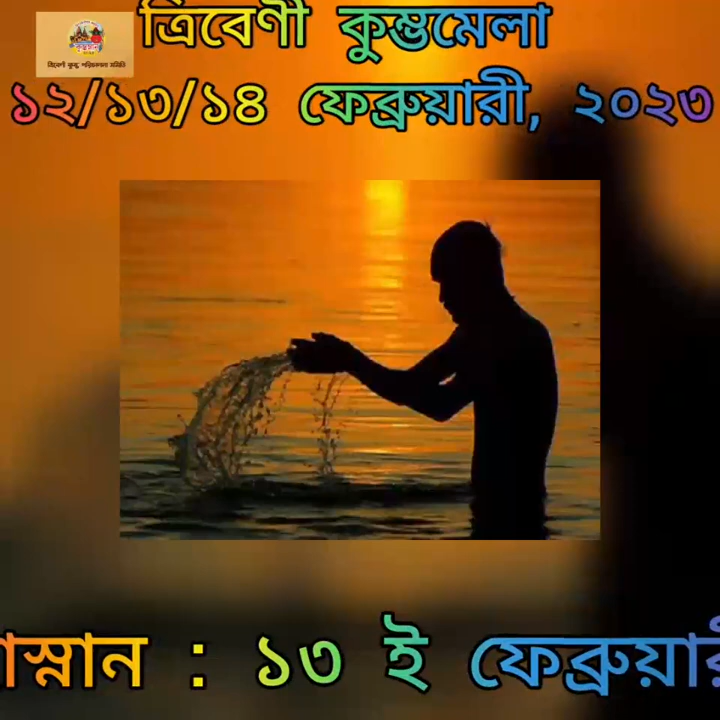 ত্রিবেণী কুম্ভমেলা
১২/১৩/১৪ ফেব্রুয়ারী, ২০২৩
: ১৩ ই